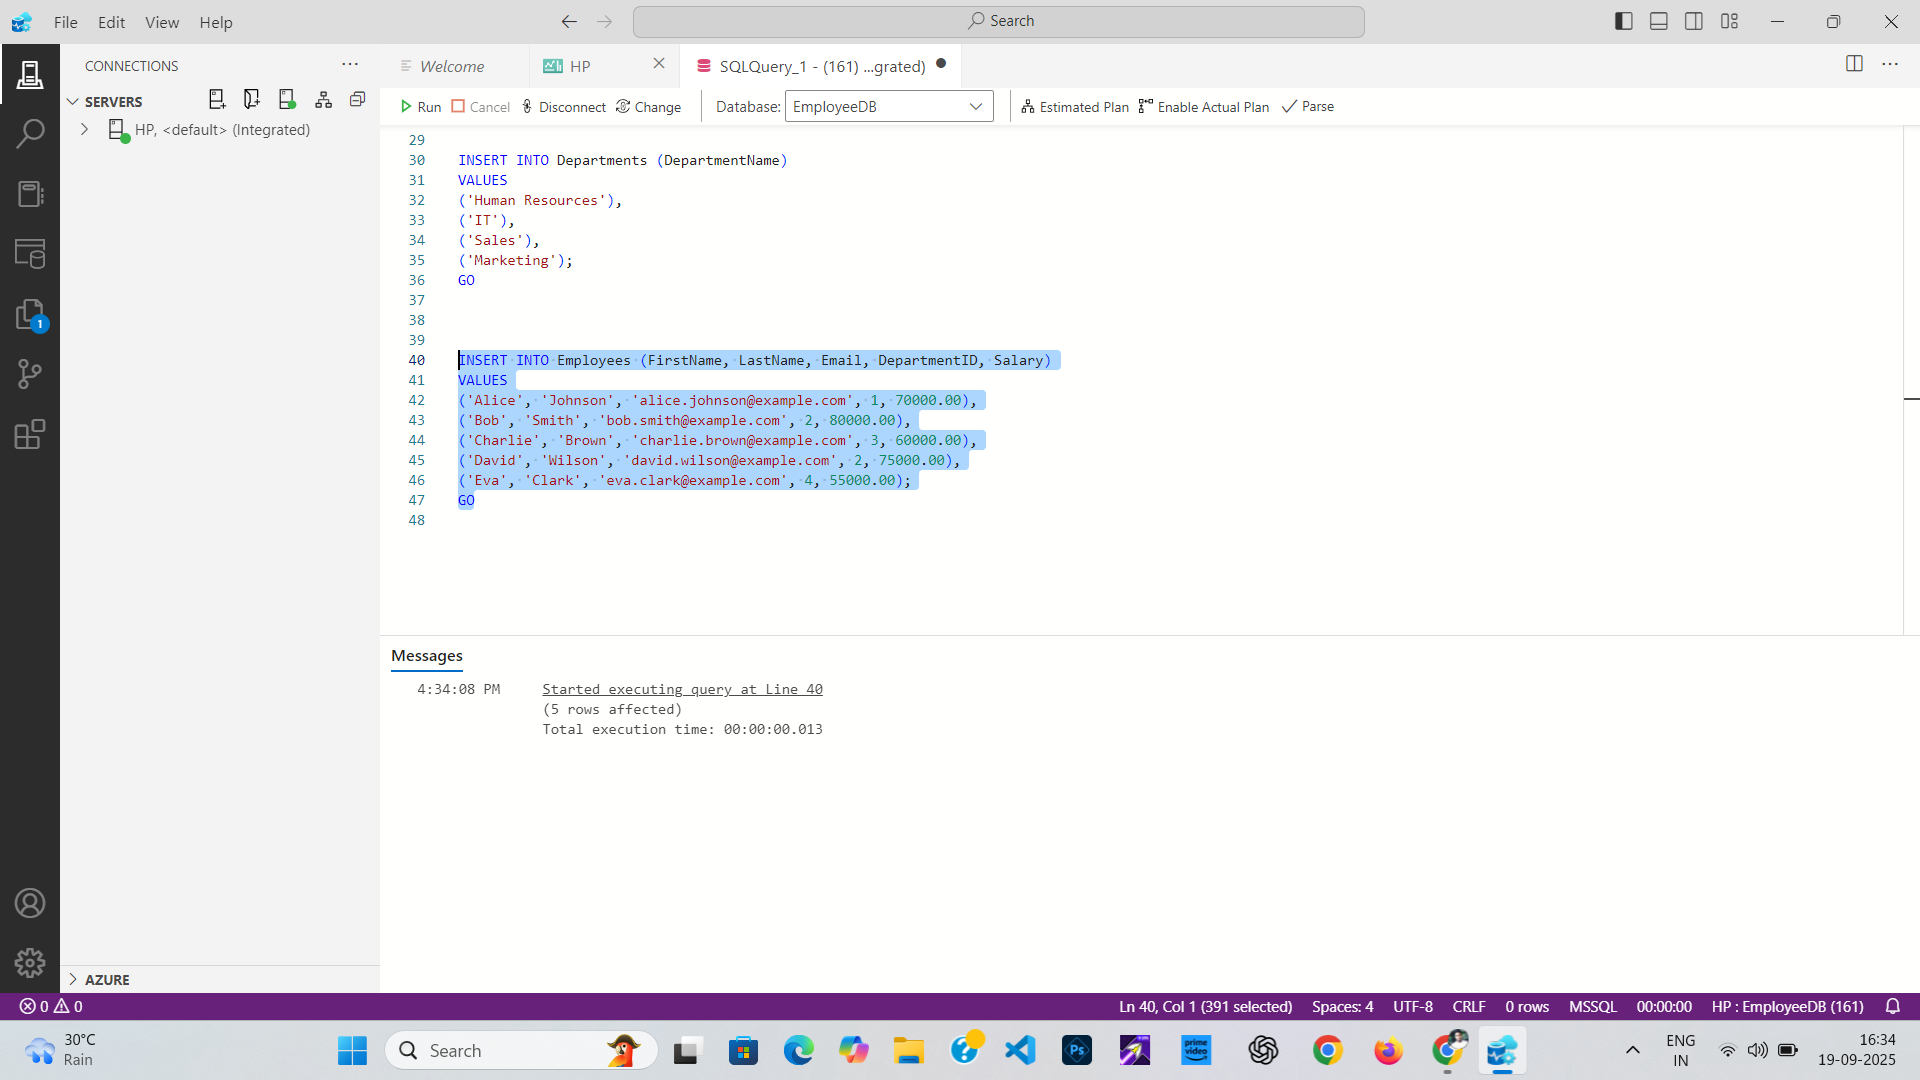 File Edit View Help
Search
CONNECTIONS
SERVERS
HP, <default> (Integrated)
AZURE
Welcome
HP
SQLQuery_1 - (161) ...grated)
Run Cancel Disconnect Change Database: EmployeeDB Estimated Plan Enable Actual Plan Parse
29
30 INSERT INTO Departments (DepartmentName)
31 VALUES
32 ('Human Resources'),
33 ('IT'),
34 ('Sales'),
35 ('Marketing');
36 GO
37
38
39
40 INSERT INTO Employees (FirstName, LastName, Email, DepartmentID, Salary)
41 VALUES
42 ('Alice', 'Johnson', 'alice.johnson@example.com', 1, 70000.00),
43 ('Bob', 'Smith', 'bob.smith@example.com', 2, 80000.00),
44 ('Charlie', 'Brown', 'charlie.brown@example.com', 3, 60000.00),
45 ('David', 'Wilson', 'david.wilson@example.com', 2, 75000.00),
46 ('Eva', 'Clark', 'eva.clark@example.com', 4, 55000.00);
47 GO
48
1
Messages
4:34:08 PM Started executing query at Line 40
(5 rows affected)
Total execution time: 00:00:00.013
0 0 Ln 40, Col 1 (391 selected) Spaces: 4 UTF-8 CRLF 0 rows MSSQL 00:00:00 HP : EmployeeDB (161)
30°C
Rain
Search
Ps
prime video
ENG
IN
16:34
19-09-2025